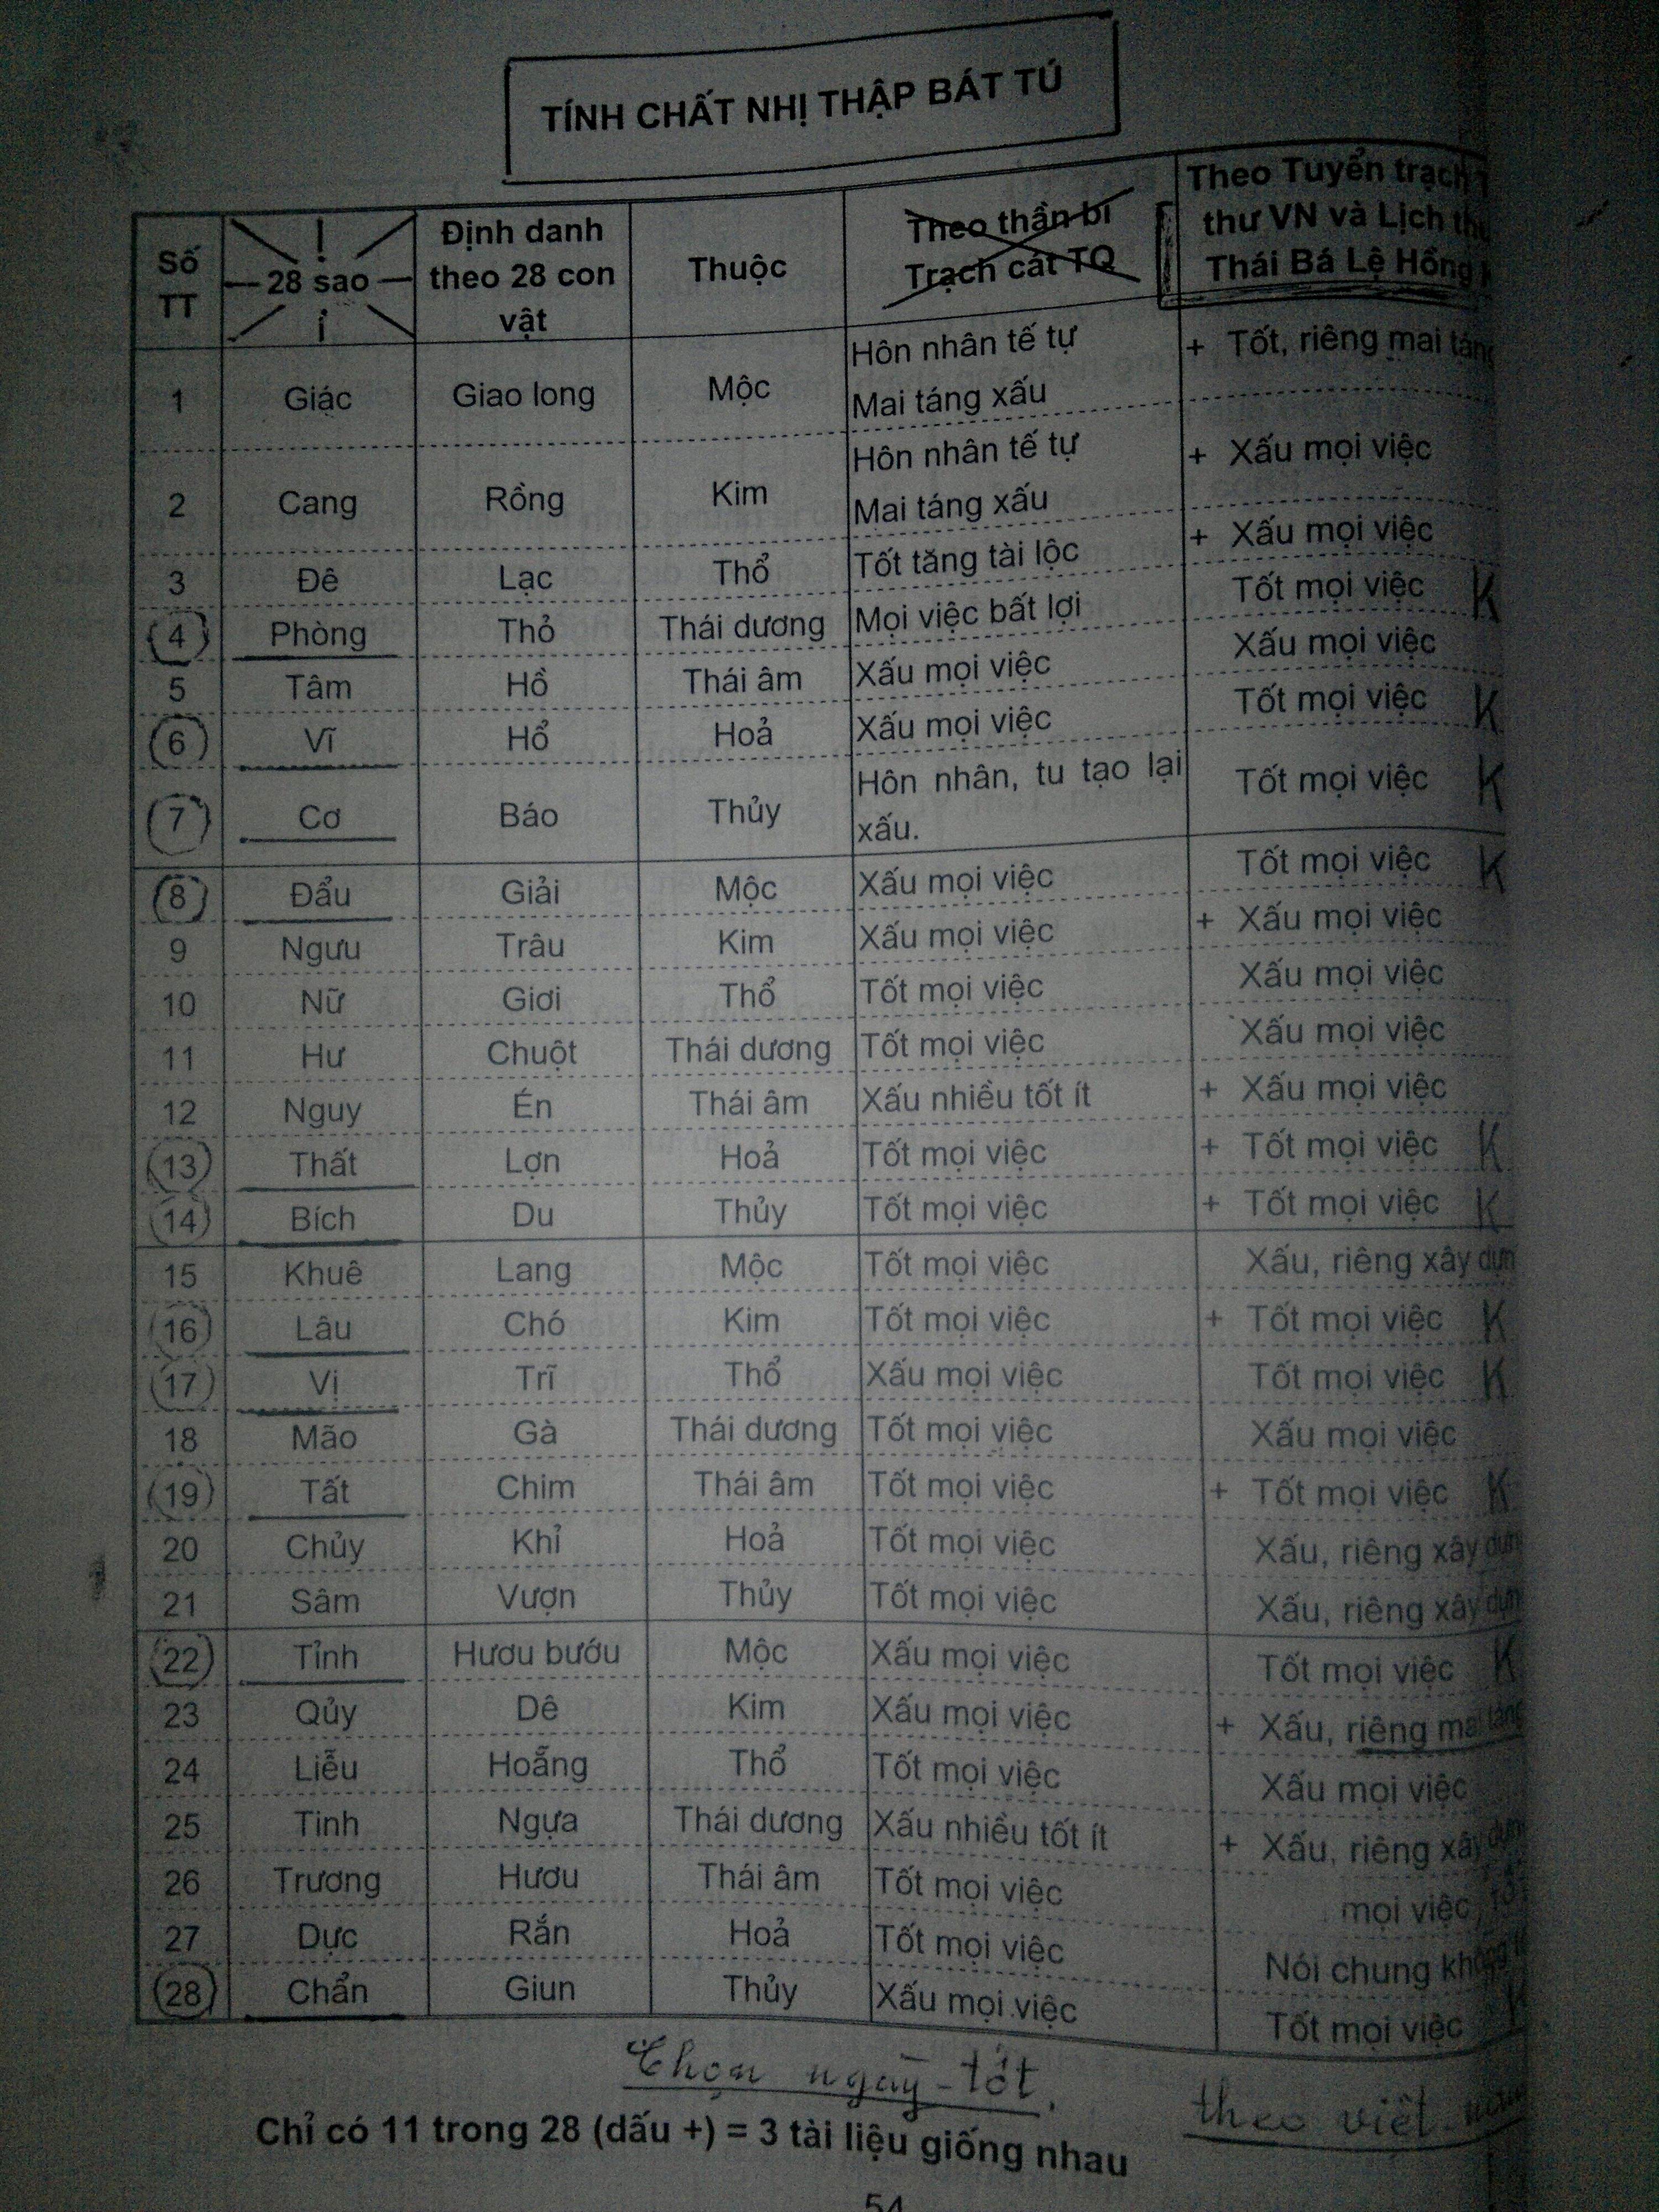 TÍNH CHẤT NHỊ THẬP BÁT TÚ
Số TT | 28 sao | Định danh theo 28 con vật | Thuộc | Theo thần bí Trạch cát TQ | Theo Tuyển trạch thư VN và Lịch Thái Bá Lệ Hồng
1 | Giác | Giao long | Mộc | Hôn nhân tế tự Mai táng xấu | + Tốt, riêng mai táng
2 | Cang | Rồng | Kim | Hôn nhân tế tự Mai táng xấu | + Xấu mọi việc
3 | Đê | Lạc | Thổ | Tốt tăng tài lộc | + Xấu mọi việc
4 | Phòng | Thỏ | Thái dương | Mọi việc bất lợi | Tốt mọi việc K
5 | Tâm | Hồ | Thái âm | Xấu mọi việc | Xấu mọi việc
6 | Vĩ | Hổ | Hoả | Xấu mọi việc | Tốt mọi việc K
7 | Cơ | Báo | Thủy | Hôn nhân, tu tạo lại xấu. | Tốt mọi việc K
8 | Đẩu | Giải | Mộc | Xấu mọi việc | Tốt mọi việc K
9 | Ngưu | Trâu | Kim | Xấu mọi việc | + Xấu mọi việc
10 | Nữ | Giơi | Thổ | Tốt mọi việc | Xấu mọi việc
11 | Hư | Chuột | Thái dương | Tốt mọi việc | Xấu mọi việc
12 | Nguy | Én | Thái âm | Xấu nhiều tốt ít | + Xấu mọi việc
13 | Thất | Lợn | Hoả | Tốt mọi việc | + Tốt mọi việc K
14 | Bích | Du | Thủy | Tốt mọi việc | + Tốt mọi việc K
15 | Khuê | Lang | Mộc | Tốt mọi việc | Xấu, riêng xây
16 | Lâu | Chó | Kim | Tốt mọi việc | + Tốt mọi việc K
17 | Vị | Trĩ | Thổ | Xấu mọi việc | Tốt mọi việc K
18 | Mão | Gà | Thái dương | Tốt mọi việc | Xấu mọi việc
19 | Tất | Chim | Thái âm | Tốt mọi việc | + Tốt mọi việc K
20 | Chủy | Khỉ | Hoả | Tốt mọi việc | Xấu, riêng xây
21 | Sâm | Vượn | Thủy | Tốt mọi việc | Xấu, riêng xây
22 | Tỉnh | Hươu bướu | Mộc | Xấu mọi việc | Tốt mọi việc K
23 | Qủy | Dê | Kim | Xấu mọi việc | + Xấu, riêng mai táng
24 | Liễu | Hoẵng | Thổ | Tốt mọi việc | Xấu mọi việc
25 | Tinh | Ngựa | Thái dương | Xấu nhiều tốt ít | + Xấu, riêng xây
26 | Trương | Hươu | Thái âm | Tốt mọi việc | mọi việc
27 | Dực | Rắn | Hoả | Tốt mọi việc | Nói chung không
28 | Chẩn | Giun | Thủy | Xấu mọi việc | Tốt mọi việc
Chọn ngày tốt.
theo việt nam
Chỉ có 11 trong 28 (dấu +) = 3 tài liệu giống nhau
54